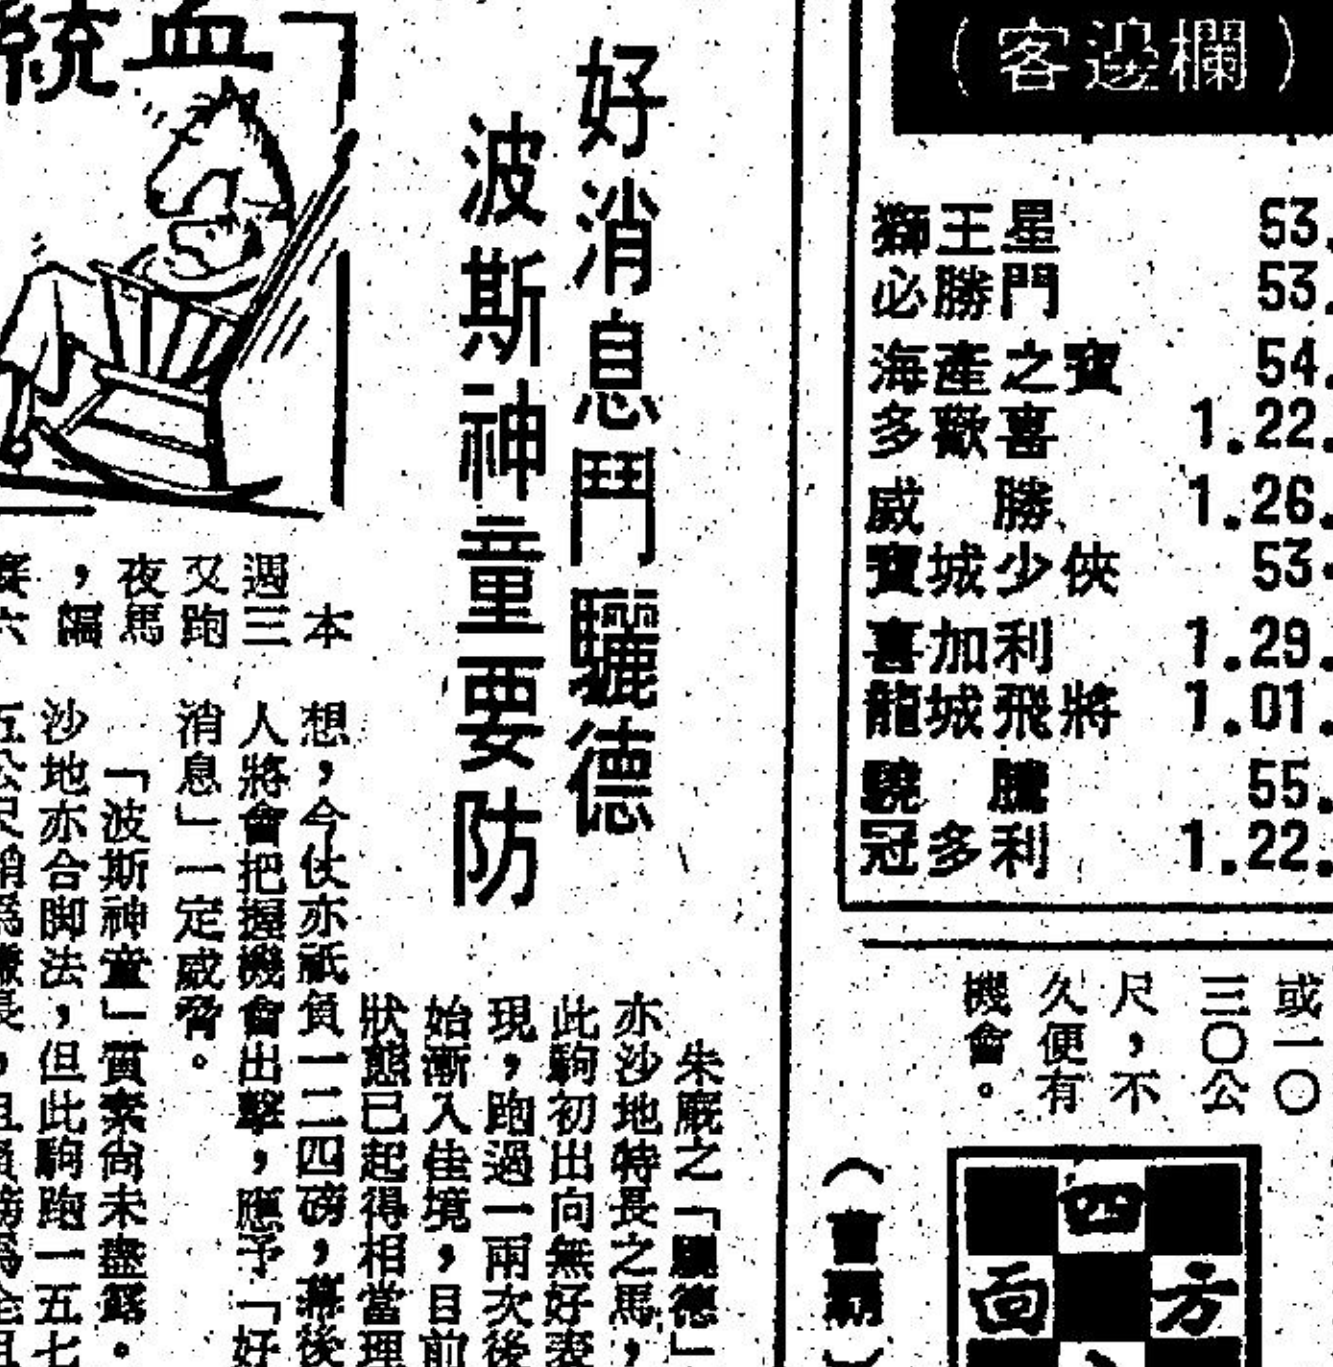 （客邊欄）
獅王星 53.
必勝門 53.
海產之寶 54.
多歡喜 1.22.
威勝 1.26.
寶城少俠 53.
喜加利 1.29.
龍城飛將 1.01.
驍騰 55.
冠多利 1.22.
或一〇
三〇公
尺，不
久便有
機會。
四
方
面
好消息鬥驪德
波斯神童要防
朱廐之「驪德」
亦沙地特長之馬，
此駒初出向無好表
現，跑過一兩次後
始漸入佳境，目前
狀態已起得相當理
想，今仗亦祇負一二四磅，幕後
人將會把握機會出擊，應予「好
消息」一定威脅。
「波斯神童」質素尚未盡露。
沙地亦合脚法，但此駒跑一五七
「血統
本
週三
又跑
夜馬
，編